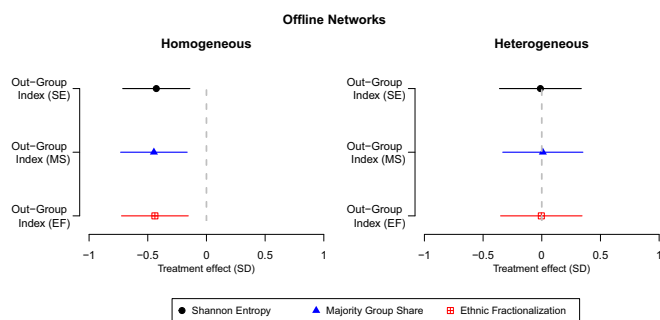 Offline Networks
Homogeneous
Out−Group
Index (SE)
Out−Group
Index (MS)
Out−Group
Index (EF)
−1 −0.5 0 0.5 1
Treatment effect (SD)
Heterogeneous
Out−Group
Index (SE)
Out−Group
Index (MS)
Out−Group
Index (EF)
−1 −0.5 0 0.5 1
Treatment effect (SD)
Shannon Entropy Majority Group Share Ethnic Fractionalization